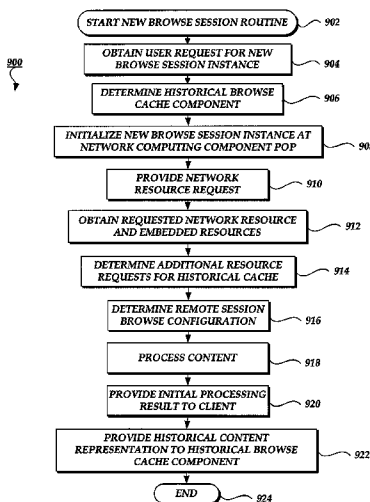 START NEW BROWSE SESSION ROUTINE
902
900
OBTAIN USER REQUEST FOR NEW
BROWSE SESSION INSTANCE
904
DETERMINE HISTORICAL BROWSE
CACHE COMPONENT
906
INITIALIZE NEW BROWSE SESSION INSTANCE AT
NETWORK COMPUTING COMPONENT POP
90
PROVIDE NETWORK
RESOURCE REQUEST
910
OBTAIN REQUESTED NETWORK RESOURCE
AND EMBEDDED RESOURCES
912
DETERMINE ADDITIONAL RESOURCE
REQUESTS FOR HISTORICAL CACHE
914
DETERMINE REMOTE SESSION
BROWSE CONFIGURATION
916
PROCESS CONTENT
918
PROVIDE INITIAL PROCESSING
RESULT TO CLIENT
920
PROVIDE HISTORICAL CONTENT
REPRESENTATION TO HISTORICAL BROWSE
CACHE COMPONENT
922
END
924